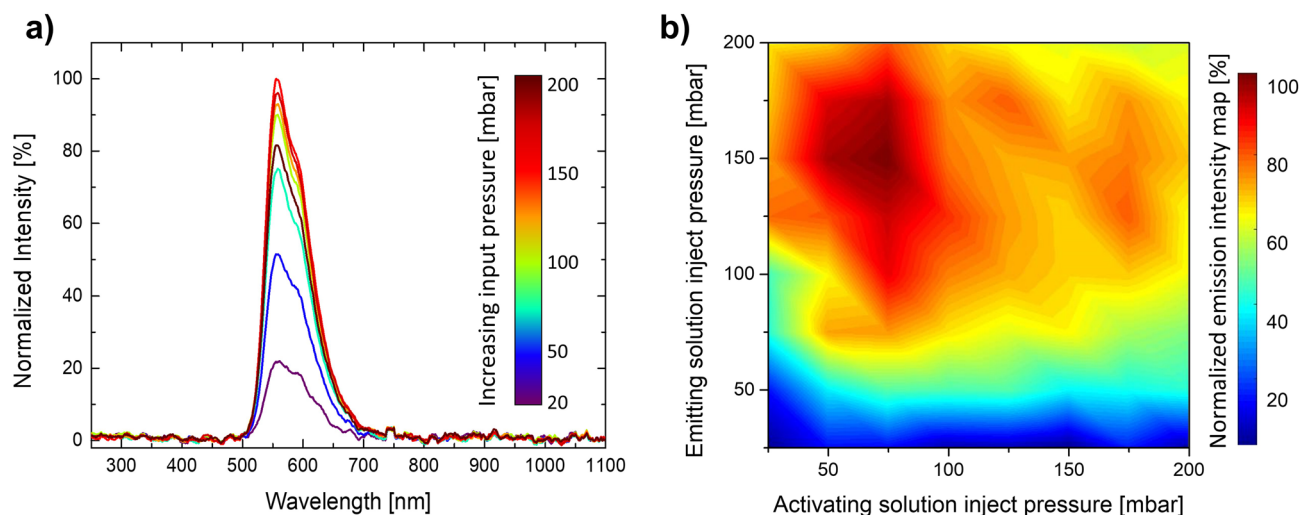 a)
Normalized Intensity [%]
100
80
60
40
20
0
300 400 500 600 700 800 900 1000 1100
Wavelength [nm]
Increasing input pressure [mbar]
200
150
100
50
20
b)
Emitting solution inject pressure [mbar]
200
150
100
50
50 100 150 200
Activating solution inject pressure [mbar]
Normalized emission intensity map [%]
100
80
60
40
20